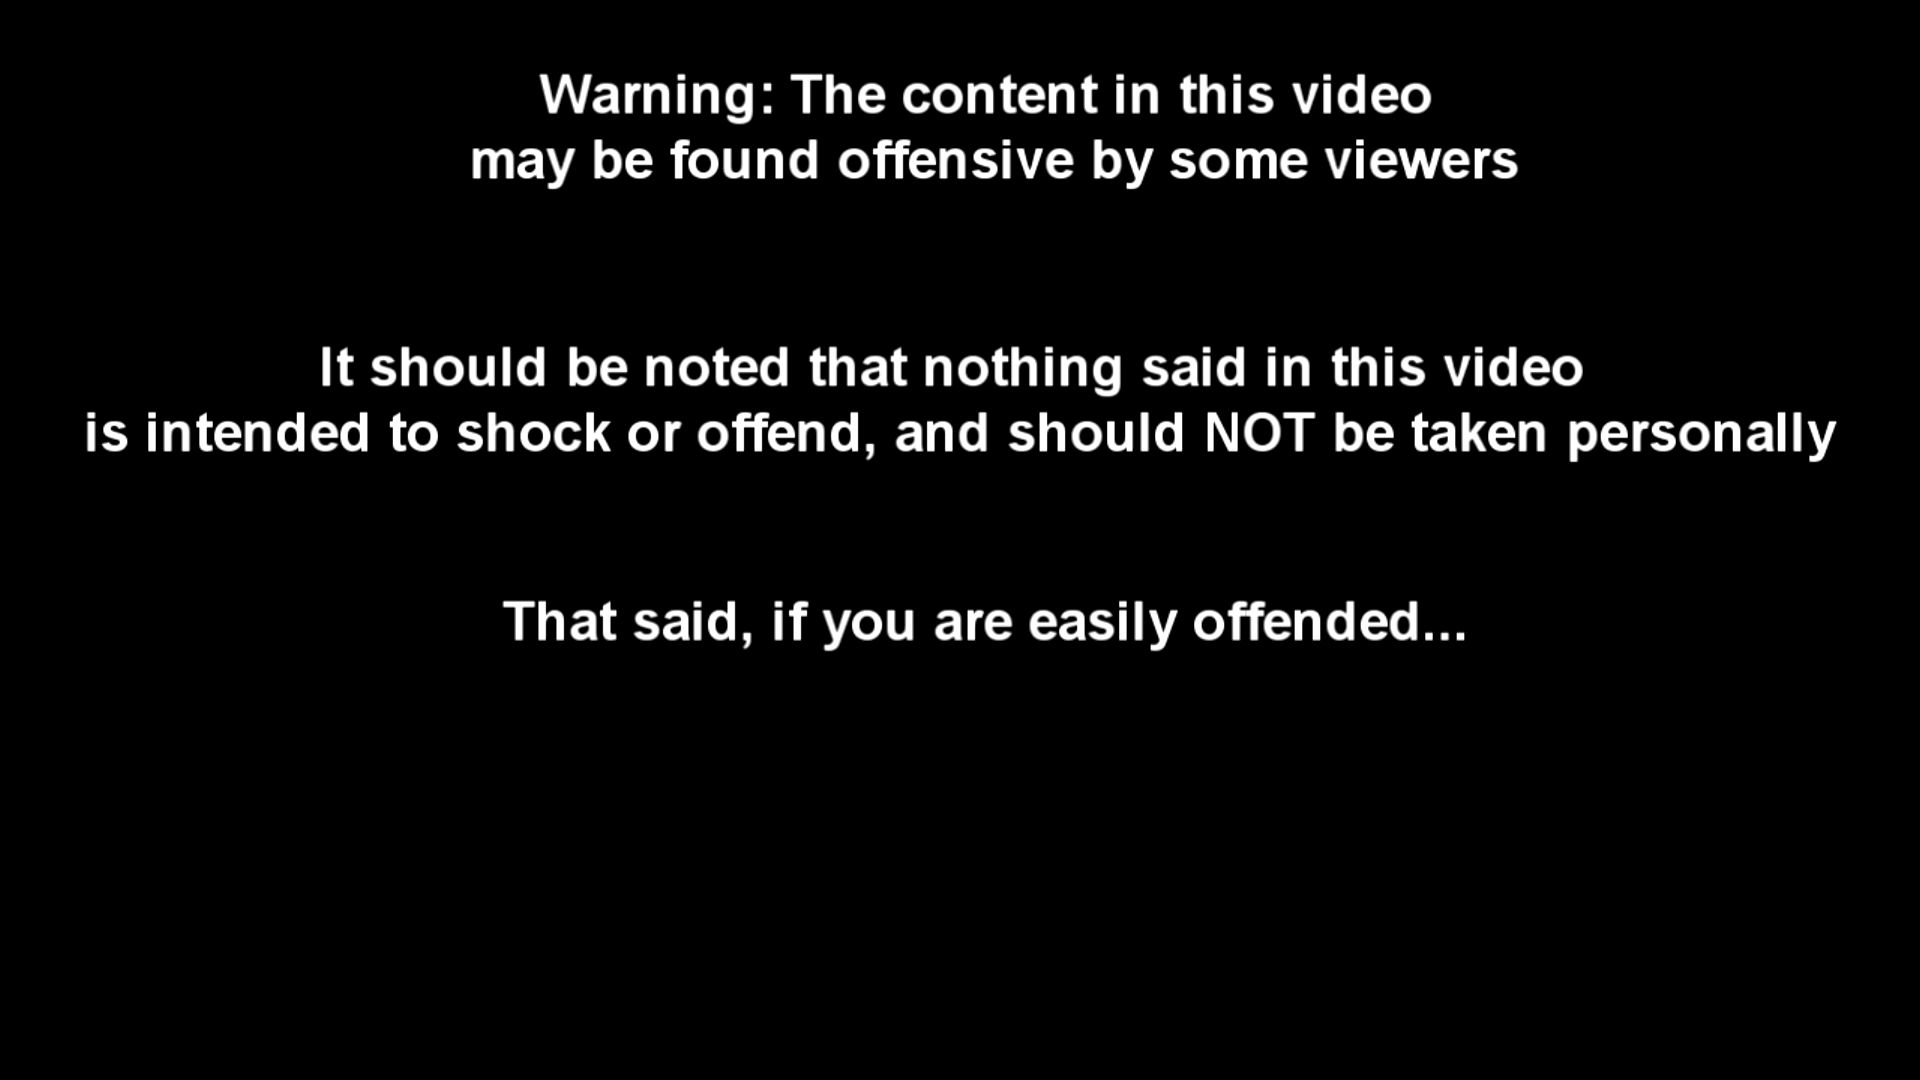 Warning: The content in this video
may be found offensive by some viewers
It should be noted that nothing said in this video
is intended to shock or offend, and should NOT be taken personally
That said, if you are easily offended...